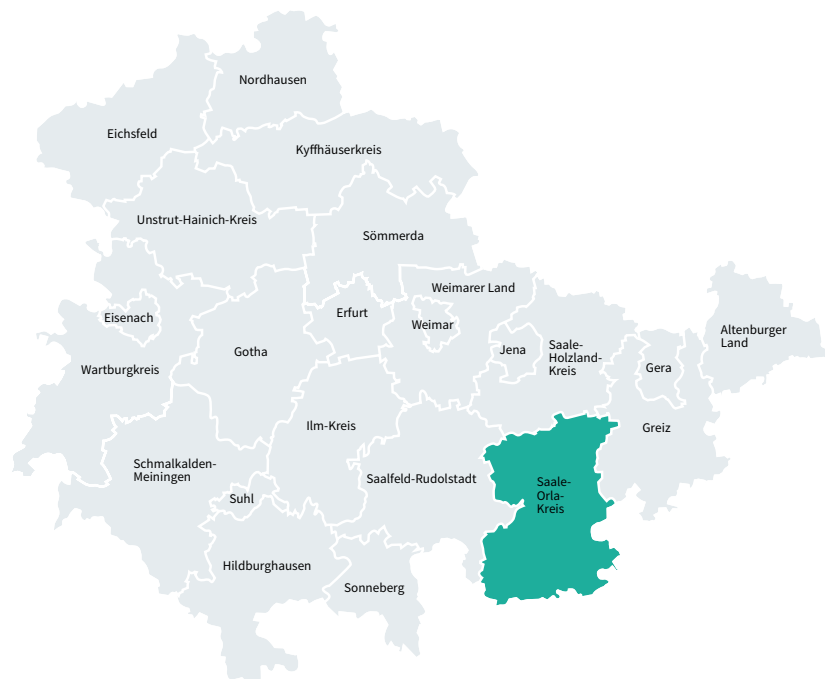 Nordhausen
Eichsfeld
Kyffhäuserkreis
Unstrut-Hainich-Kreis
Sömmerda
Weimarer Land
Eisenach
Erfurt
Weimar
Altenburger
Land
Gotha
Jena
Saale-
Holzland-
Kreis
Gera
Wartburgkreis
Ilm-Kreis
Greiz
Schmalkalden-
Meiningen
Saalfeld-Rudolstadt
Saale-
Orla-
Kreis
Suhl
Hildburghausen
Sonneberg